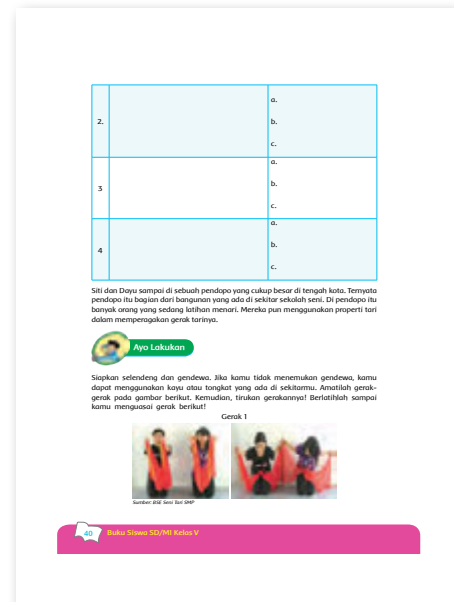 2.
a.
b.
c.
3
a.
b.
c.
4
a.
b.
c.
Siti dan Dayu sampai di sebuah pendopo yang cukup besar di tengah kota. Ternyata
pendopo itu bagian dari bangunan yang ada di sekitar sekolah seni. Di pendopo itu
banyak orang yang sedang latihan menari. Mereka pun menggunakan properti tari
dalam memperagakan gerak tarinya.
Ayo Lakukan
Siapkan selendeng dan gendewa. Jika kamu tidak menemukan gendewa, kamu
dapat menggunakan kayu atau tongkat yang ada di sekitarmu. Amatilah gerak-
gerak pada gambar berikut. Kemudian, tirukan gerakannya! Berlatihlah sampai
kamu menguasai gerak berikut!
Gerak 1
Sumber: BSE Seni Tari SMP
40
Buku Siswa SD/MI Kelas V